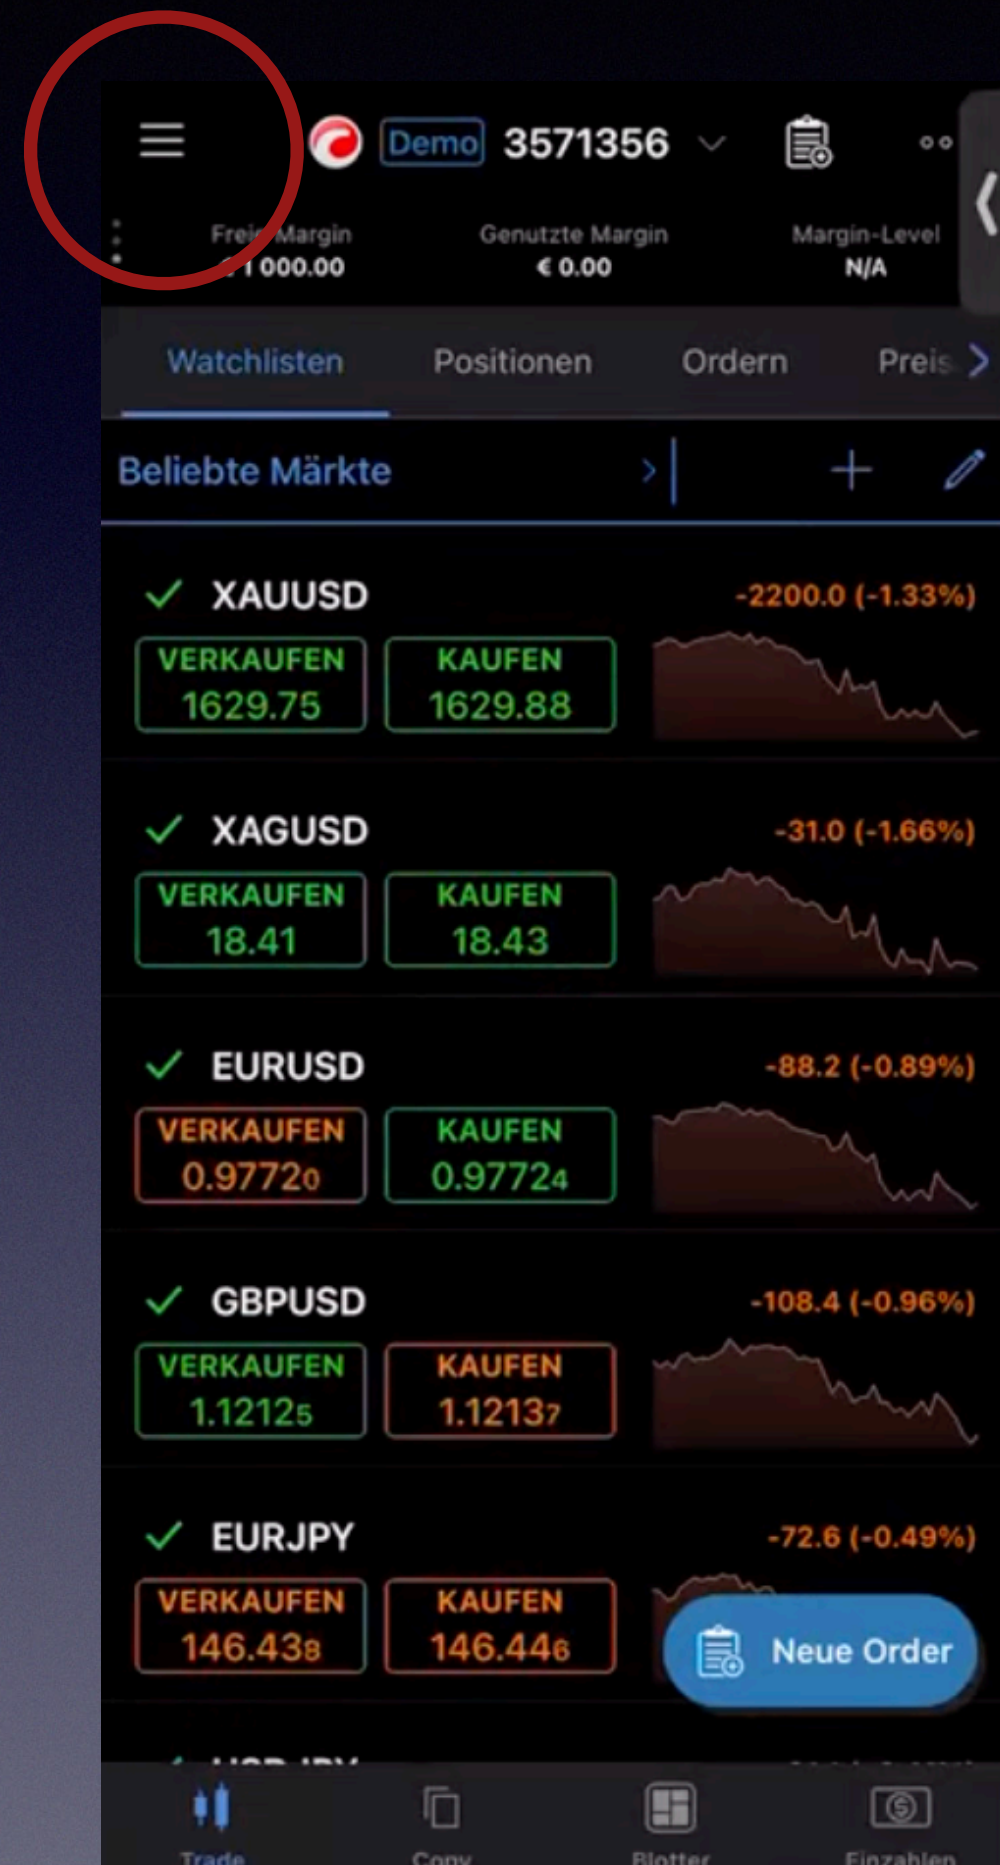 Demo 3571356
Freie Margin Genutzte Margin Margin-Level
1 000.00 € 0.00 N/A
Watchlisten Positionen Ordern Preis
Beliebte Märkte
XAUUSD -2200.0 (-1.33%)
VERKAUFEN KAUFEN
1629.75 1629.88
XAGUSD -31.0 (-1.66%)
VERKAUFEN KAUFEN
18.41 18.43
EURUSD -88.2 (-0.89%)
VERKAUFEN KAUFEN
0.97720 0.97724
GBPUSD -108.4 (-0.96%)
VERKAUFEN KAUFEN
1.12125 1.12137
EURJPY -72.6 (-0.49%)
VERKAUFEN KAUFEN
146.438 146.446
Neue Order
Trade Copy Blotter Einzahlen